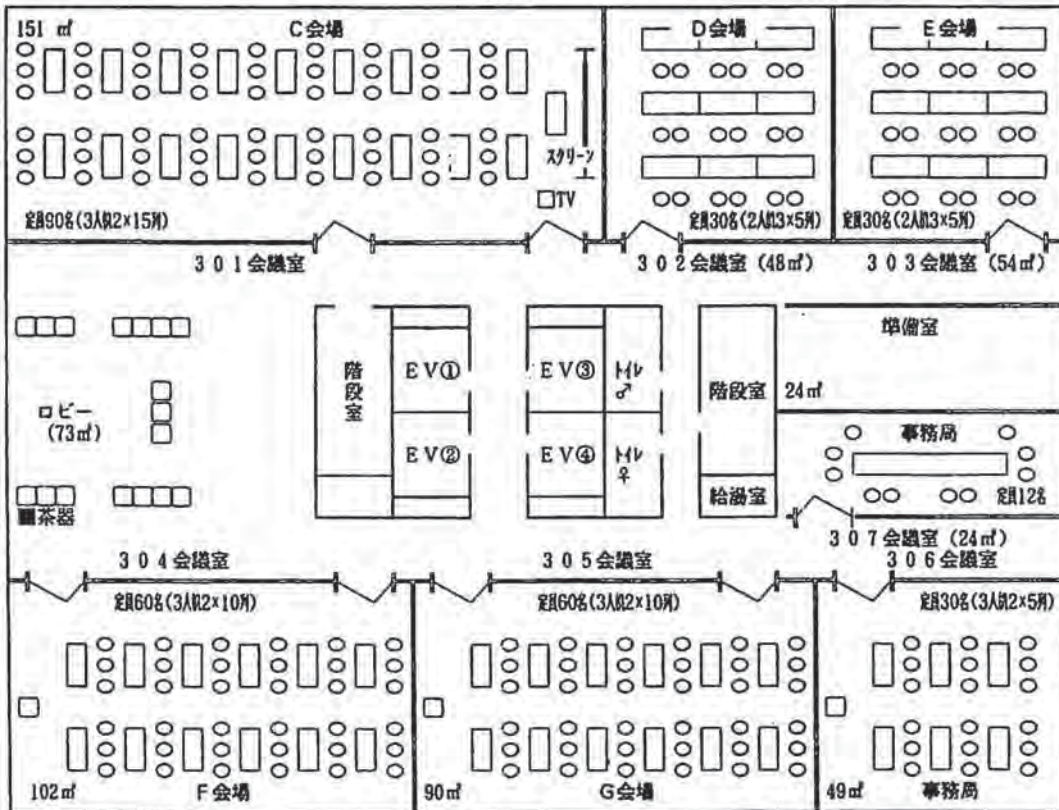 151 ㎡
C会場
D会場
E会場
スクリーン
TV
定員90名(3人机2×15列)
定員30名(2人机3×5列)
定員30名(2人机3×5列)
301会議室
302会議室 (48㎡)
303会議室 (54㎡)
準備室
階段室
EV①
EV③
トイレ
♂
階段室
24㎡
ロビー
(73㎡)
EV②
EV④
トイレ
♀
給湯室
事務局
定員12名
■茶器
307会議室 (24㎡)
304会議室
305会議室
306会議室
定員60名(3人机2×10列)
定員60名(3人机2×10列)
定員30名(3人机2×5列)
102㎡
F会場
90㎡
G会場
49㎡
事務局